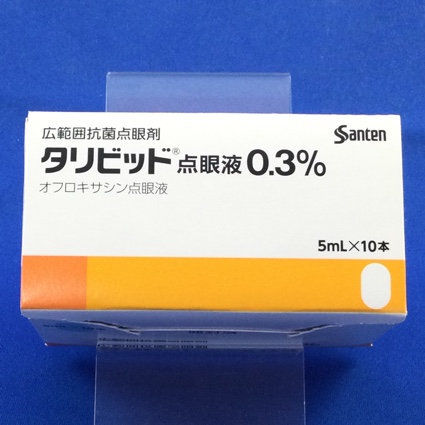 広範囲抗菌点眼剤
Santen
タリビッド®点眼液0.3%
オフロキサシン点眼液
5mL×10本